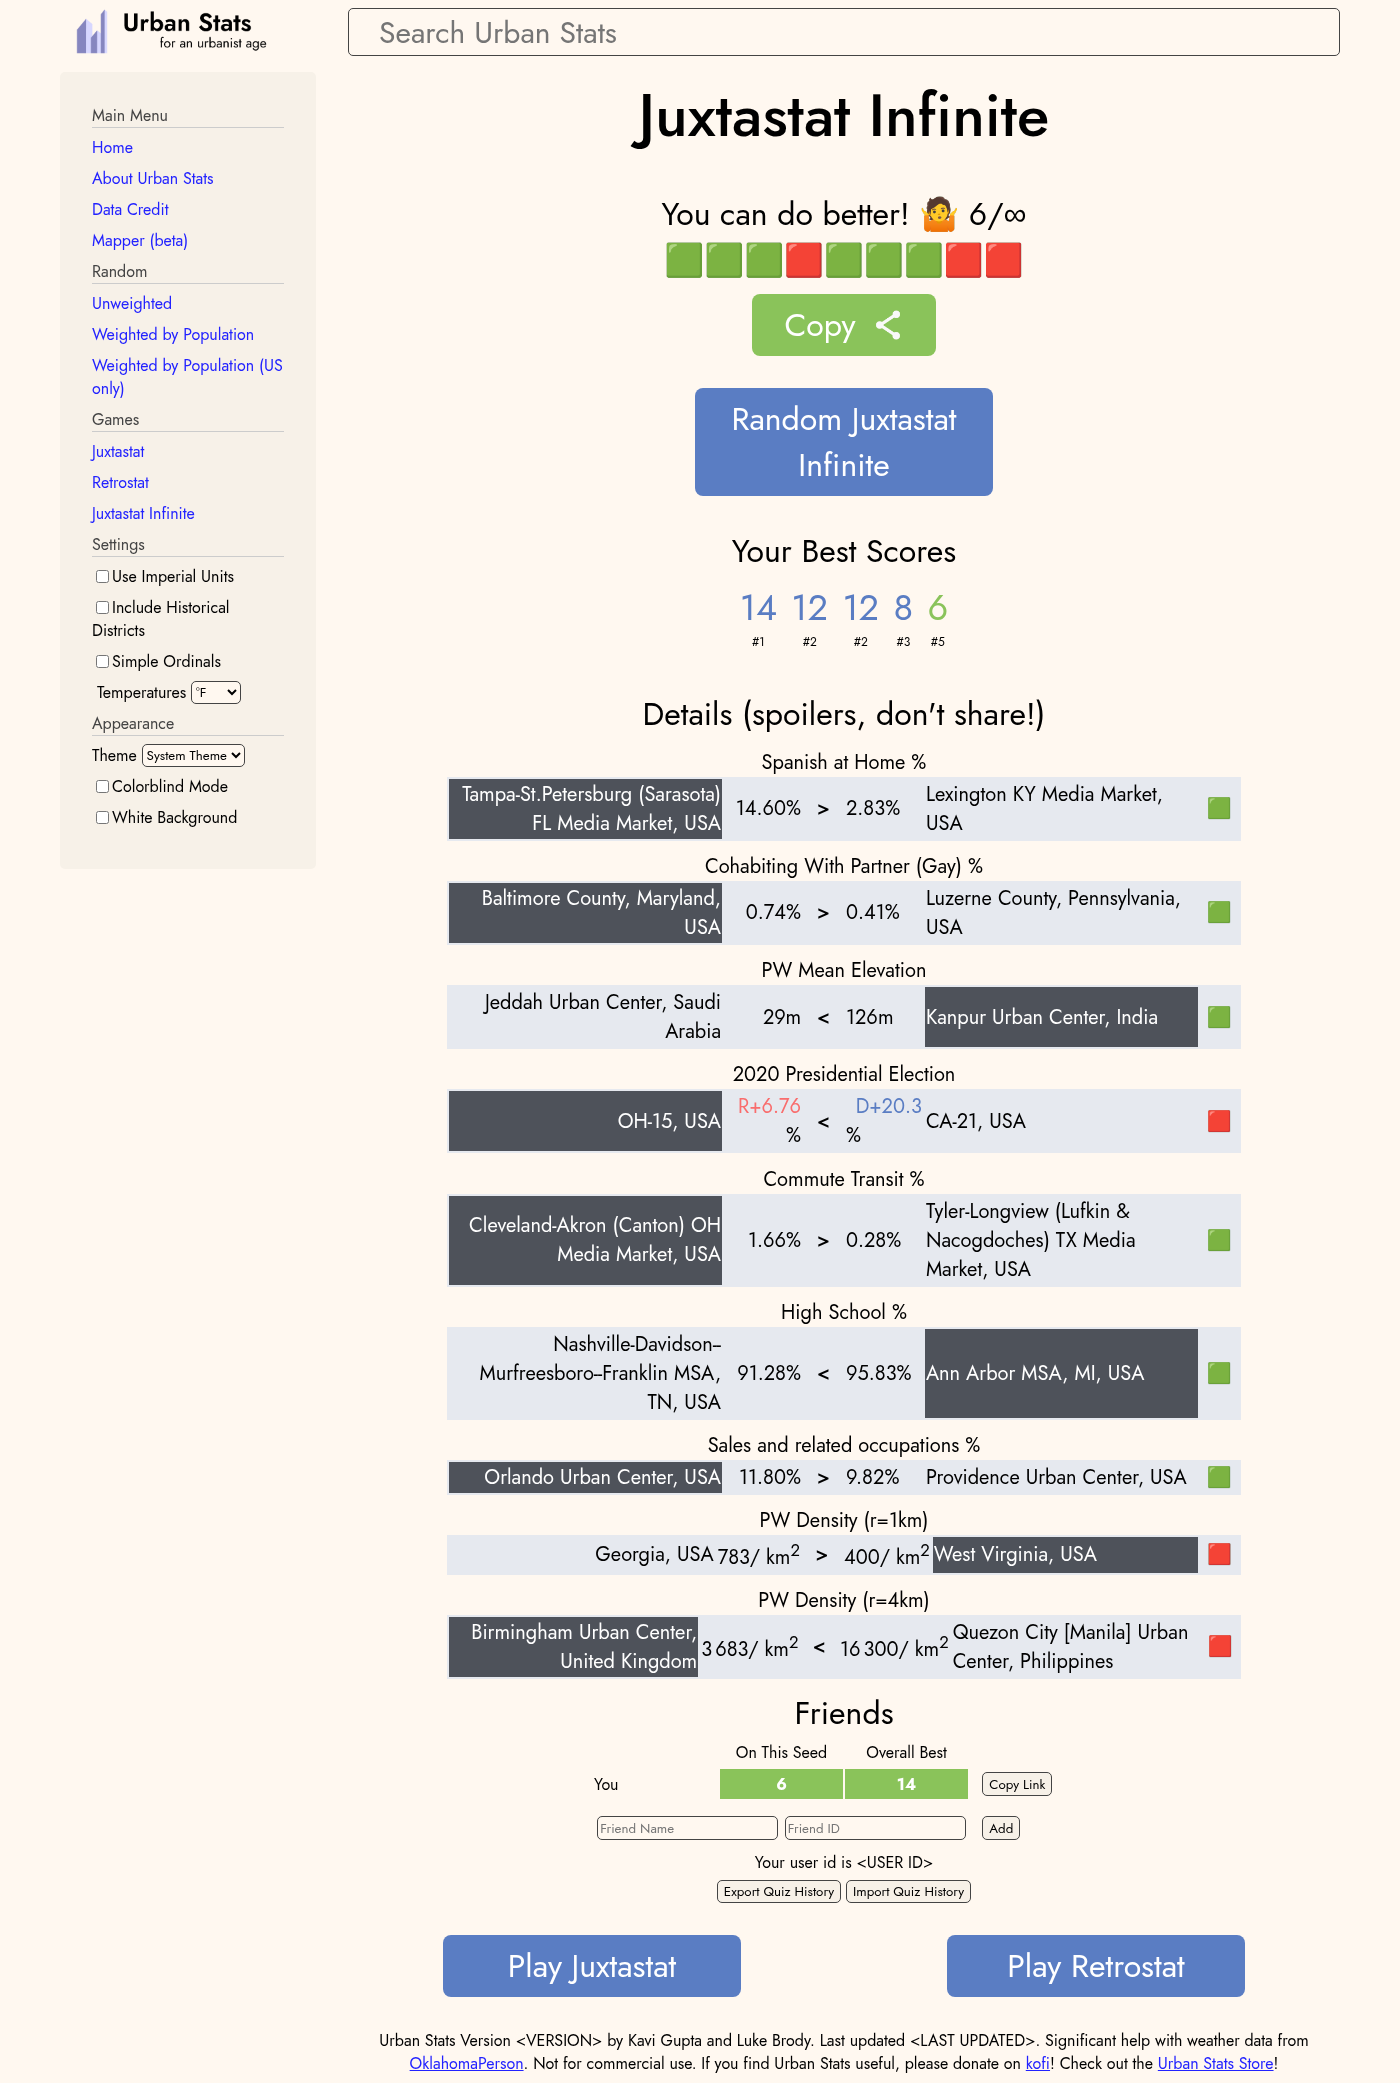 Urban Stats
for an urbanist age
Search Urban Stats
Main Menu
Home
About Urban Stats
Data Credit
Mapper (beta)
Random
Unweighted
Weighted by Population
Weighted by Population (US
only)
Games
Juxtastat
Retrostat
Juxtastat Infinite
Settings
Use Imperial Units
Include Historical
Districts
Simple Ordinals
Temperatures °F
Appearance
Theme System Theme
Colorblind Mode
White Background
Juxtastat Infinite
You can do better! 🤷 6/∞
🟩🟩🟩🟥🟩🟩🟩🟥🟥
Copy
Random Juxtastat
Infinite
Your Best Scores
14 12 12 8 6
#1 #2 #2 #3 #5
Details (spoilers, don't share!)
Spanish at Home %
Tampa-St.Petersburg (Sarasota)
FL Media Market, USA
14.60% > 2.83%
Lexington KY Media Market,
USA
🟩
Cohabiting With Partner (Gay) %
Baltimore County, Maryland,
USA
0.74% > 0.41%
Luzerne County, Pennsylvania,
USA
🟩
PW Mean Elevation
Jeddah Urban Center, Saudi
Arabia
29m < 126m
Kanpur Urban Center, India
🟩
2020 Presidential Election
OH-15, USA
R+6.76
%
<
D+20.3
%
CA-21, USA
🟥
Commute Transit %
Cleveland-Akron (Canton) OH
Media Market, USA
1.66% > 0.28%
Tyler-Longview (Lufkin &
Nacogdoches) TX Media
Market, USA
🟩
High School %
Nashville-Davidson--
Murfreesboro--Franklin MSA,
TN, USA
91.28% < 95.83%
Ann Arbor MSA, MI, USA
🟩
Sales and related occupations %
Orlando Urban Center, USA 11.80% > 9.82% Providence Urban Center, USA 🟩
PW Density (r=1km)
Georgia, USA 783/ km² > 400/ km² West Virginia, USA 🟥
PW Density (r=4km)
Birmingham Urban Center,
United Kingdom
3 683/ km² < 16 300/ km²
Quezon City [Manila] Urban
Center, Philippines
🟥
Friends
On This Seed Overall Best
You 6 14 Copy Link
Friend Name Friend ID Add
Your user id is <USER ID>
Export Quiz History Import Quiz History
Play Juxtastat Play Retrostat
Urban Stats Version <VERSION> by Kavi Gupta and Luke Brody. Last updated <LAST UPDATED>. Significant help with weather data from
OklahomaPerson. Not for commercial use. If you find Urban Stats useful, please donate on kofi! Check out the Urban Stats Store!